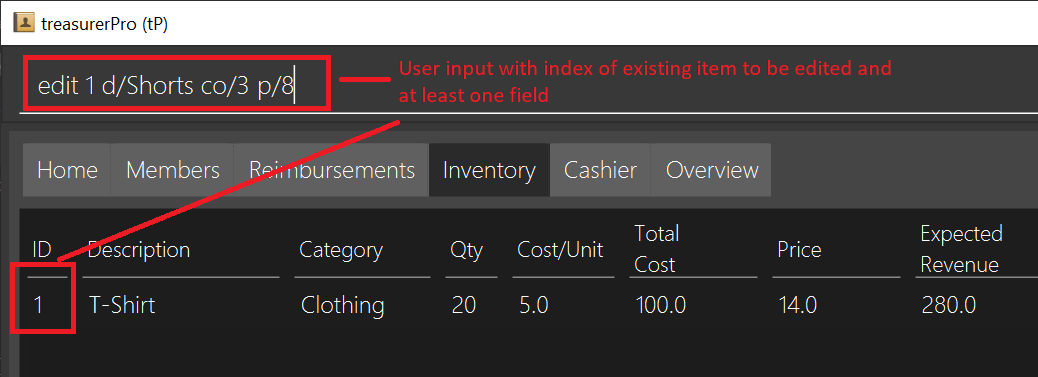 treasurerPro (tP)
edit 1 d/Shorts co/3 p/8
User input with index of existing item to be edited and
at least one field
Home Members Reimbursements Inventory Cashier Overview
ID Description Category Qty Cost/Unit Total Cost Price Expected Revenue
1 T-Shirt Clothing 20 5.0 100.0 14.0 280.0